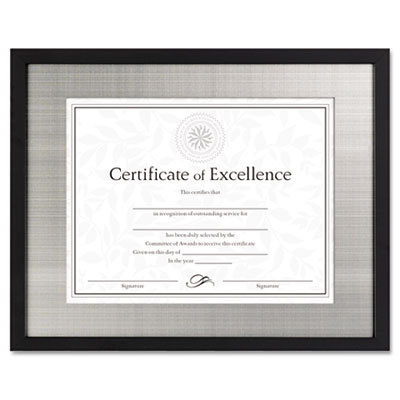 Certificate of Excellence
This certifies that
in recognition of outstanding service for
has been duly selected by the
Committee of Awards to receive this certificate
Given on this day of
In the year
Signature
Signature